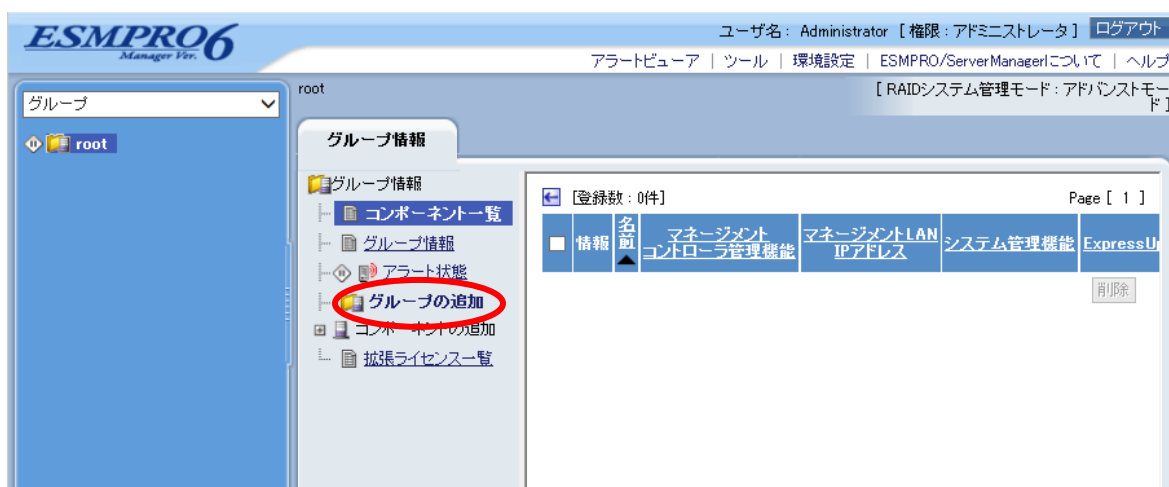 ESMPRO6
Manager Ver.
ユーザ名 : Administrator [ 権限 : アドミニストレータ ] ログアウト
アラートビューア | ツール | 環境設定 | ESMPRO/ServerManagerについて | ヘルプ
グループ
root
root
[ RAIDシステム管理モード : アドバンストモード ]
グループ情報
グループ情報
コンポーネント一覧
グループ情報
アラート状態
グループの追加
コンポーネントの追加
拡張ライセンス一覧
[登録数 : 0件]
Page [ 1 ]
情報 名前▲ マネージメントコントローラ管理機能 マネージメントLAN IPアドレス システム管理機能 ExpressU
削除